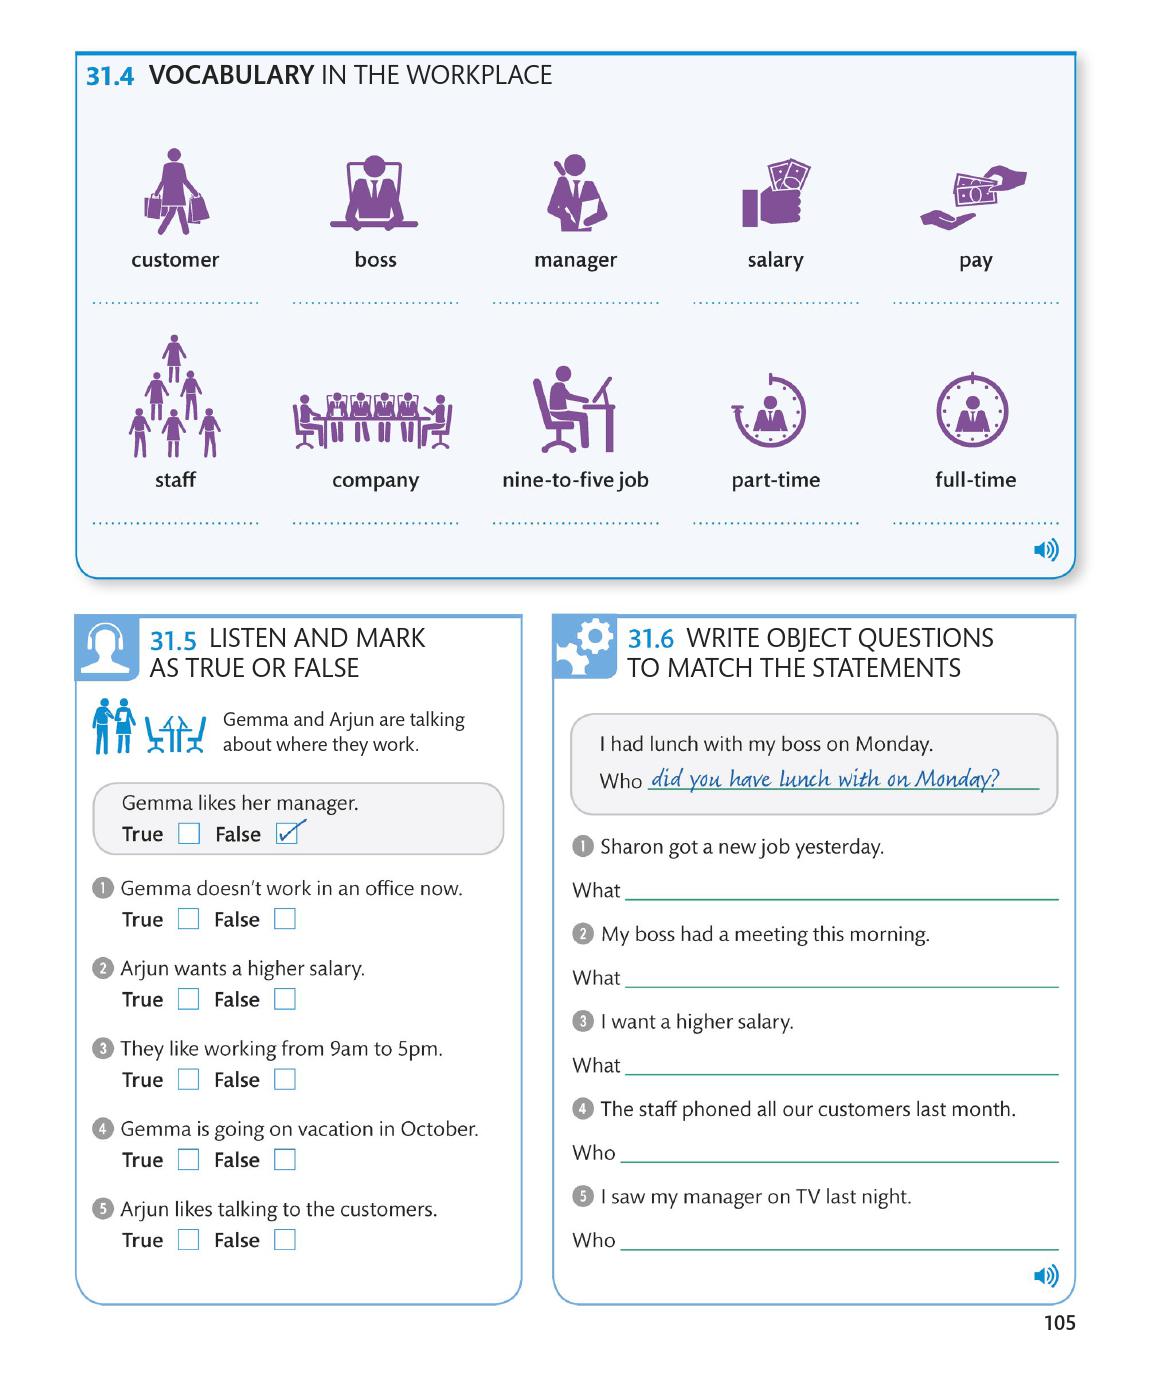 31.4 VOCABULARY IN THE WORKPLACE
customer boss manager salary pay
staff company nine-to-five job part-time full-time
31.5 LISTEN AND MARK
AS TRUE OR FALSE
Gemma and Arjun are talking
about where they work.
Gemma likes her manager.
True False
1 Gemma doesn't work in an office now.
True False
2 Arjun wants a higher salary.
True False
3 They like working from 9am to 5pm.
True False
4 Gemma is going on vacation in October.
True False
5 Arjun likes talking to the customers.
True False
31.6 WRITE OBJECT QUESTIONS
TO MATCH THE STATEMENTS
I had lunch with my boss on Monday.
Who did you have lunch with on Monday?
1 Sharon got a new job yesterday.
What
2 My boss had a meeting this morning.
What
3 I want a higher salary.
What
4 The staff phoned all our customers last month.
Who
5 I saw my manager on TV last night.
Who
105